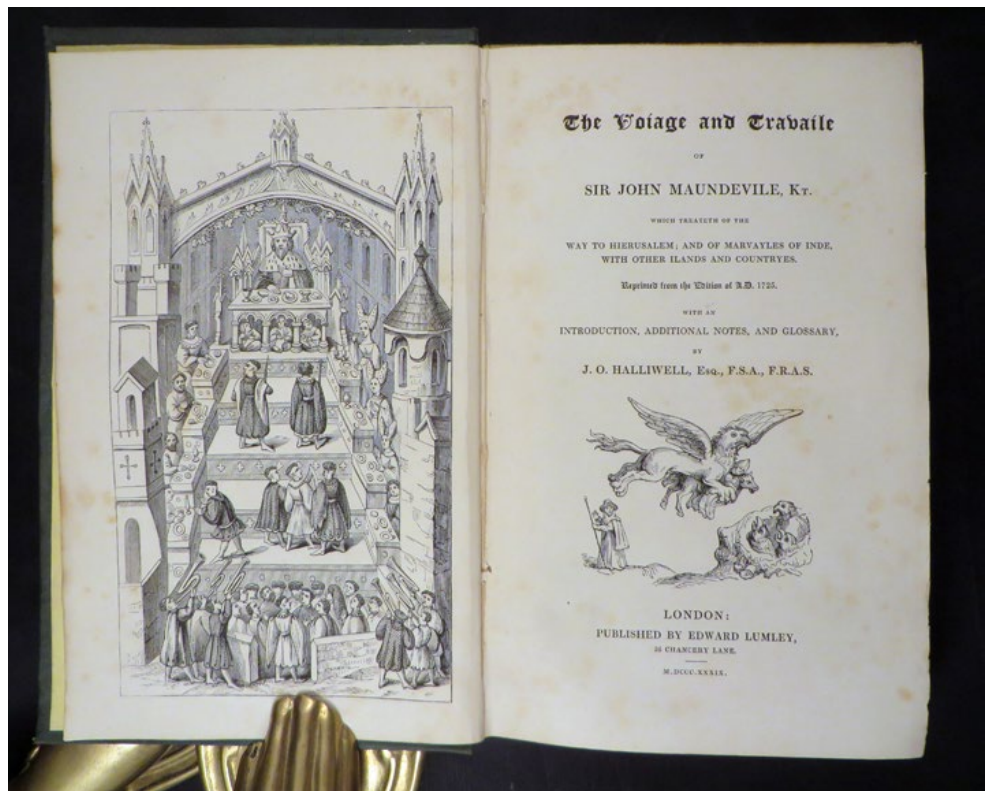 The Voiage and Travaile
OF
SIR JOHN MAUNDEVILE, KT.
WHICH TREATETH OF THE
WAY TO HIERUSALEM; AND OF MARVAYLES OF INDE,
WITH OTHER ILANDS AND COUNTRYES.
Reprinted from the Edition of A.D. 1725.
WITH AN
INTRODUCTION, ADDITIONAL NOTES, AND GLOSSARY,
BY
J. O. HALLIWELL, ESQ., F.S.A., F.R.A.S.
LONDON:
PUBLISHED BY EDWARD LUMLEY,
CHANCERY LANE.
M.DCCC.XXXIX.